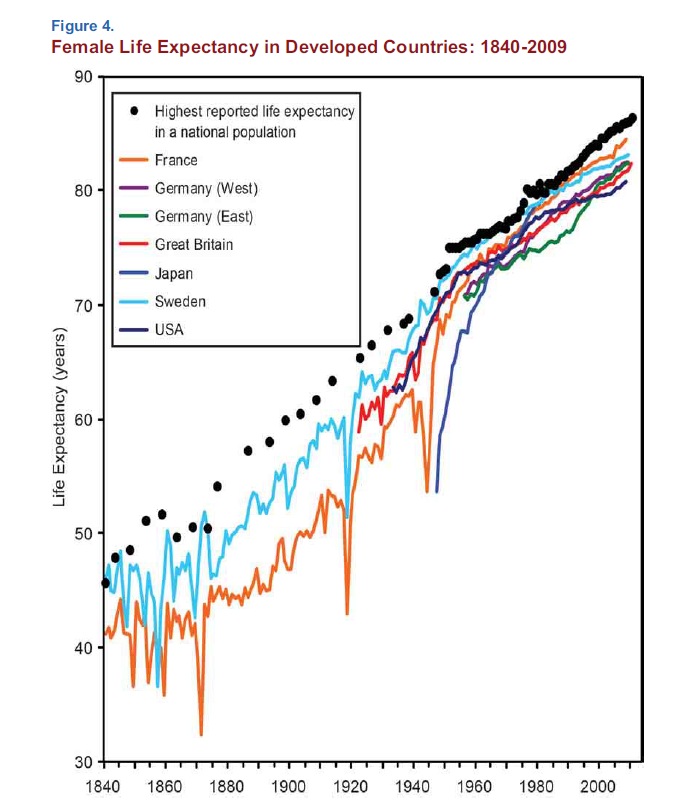 Figure 4.
Female Life Expectancy in Developed Countries: 1840-2009
90
Highest reported life expectancy
in a national population
France
Germany (West)
Germany (East)
Great Britain
Japan
Sweden
USA
80
70
60
50
40
30
Life Expectancy (years)
1840 1860 1880 1900 1920 1940 1960 1980 2000